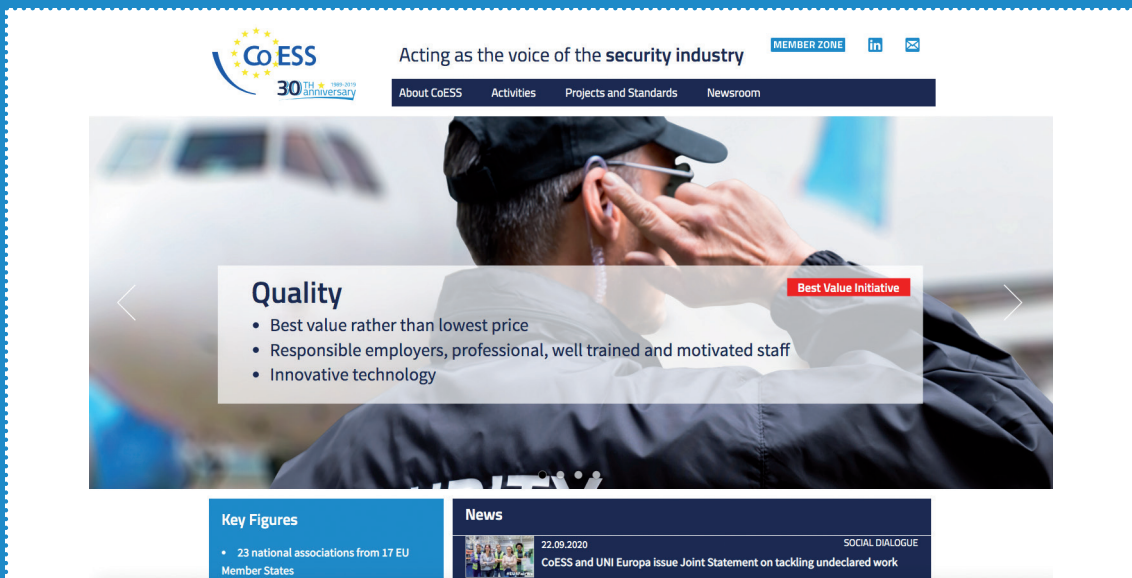 Co ESS
30TH anniversary 1989-2019
Acting as the voice of the security industry
MEMBER ZONE
in
About CoESS Activities Projects and Standards Newsroom
Quality
Best Value Initiative
• Best value rather than lowest price
• Responsible employers, professional, well trained and motivated staff
• Innovative technology
Key Figures
• 23 national associations from 17 EU
Member States
News
22.09.2020 SOCIAL DIALOGUE
CoESS and UNI Europa issue Joint Statement on tackling undeclared work